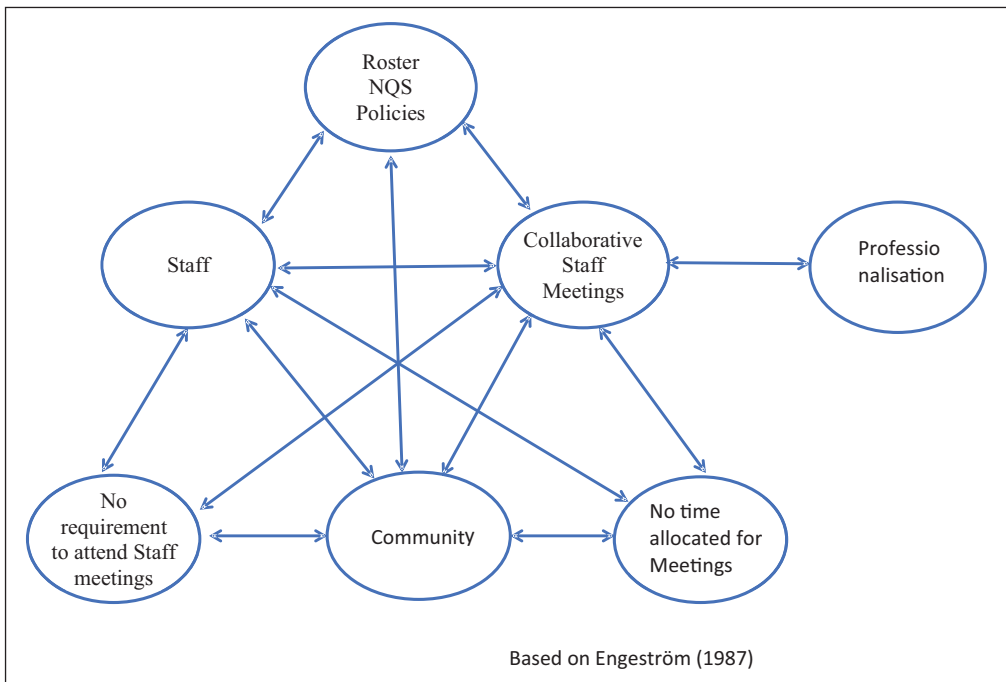 Roster
NQS
Policies
Staff
Collaborative
Staff
Meetings
Professio
nalisation
No
requirement
to attend Staff
meetings
Community
No time
allocated for
Meetings
Based on Engeström (1987)